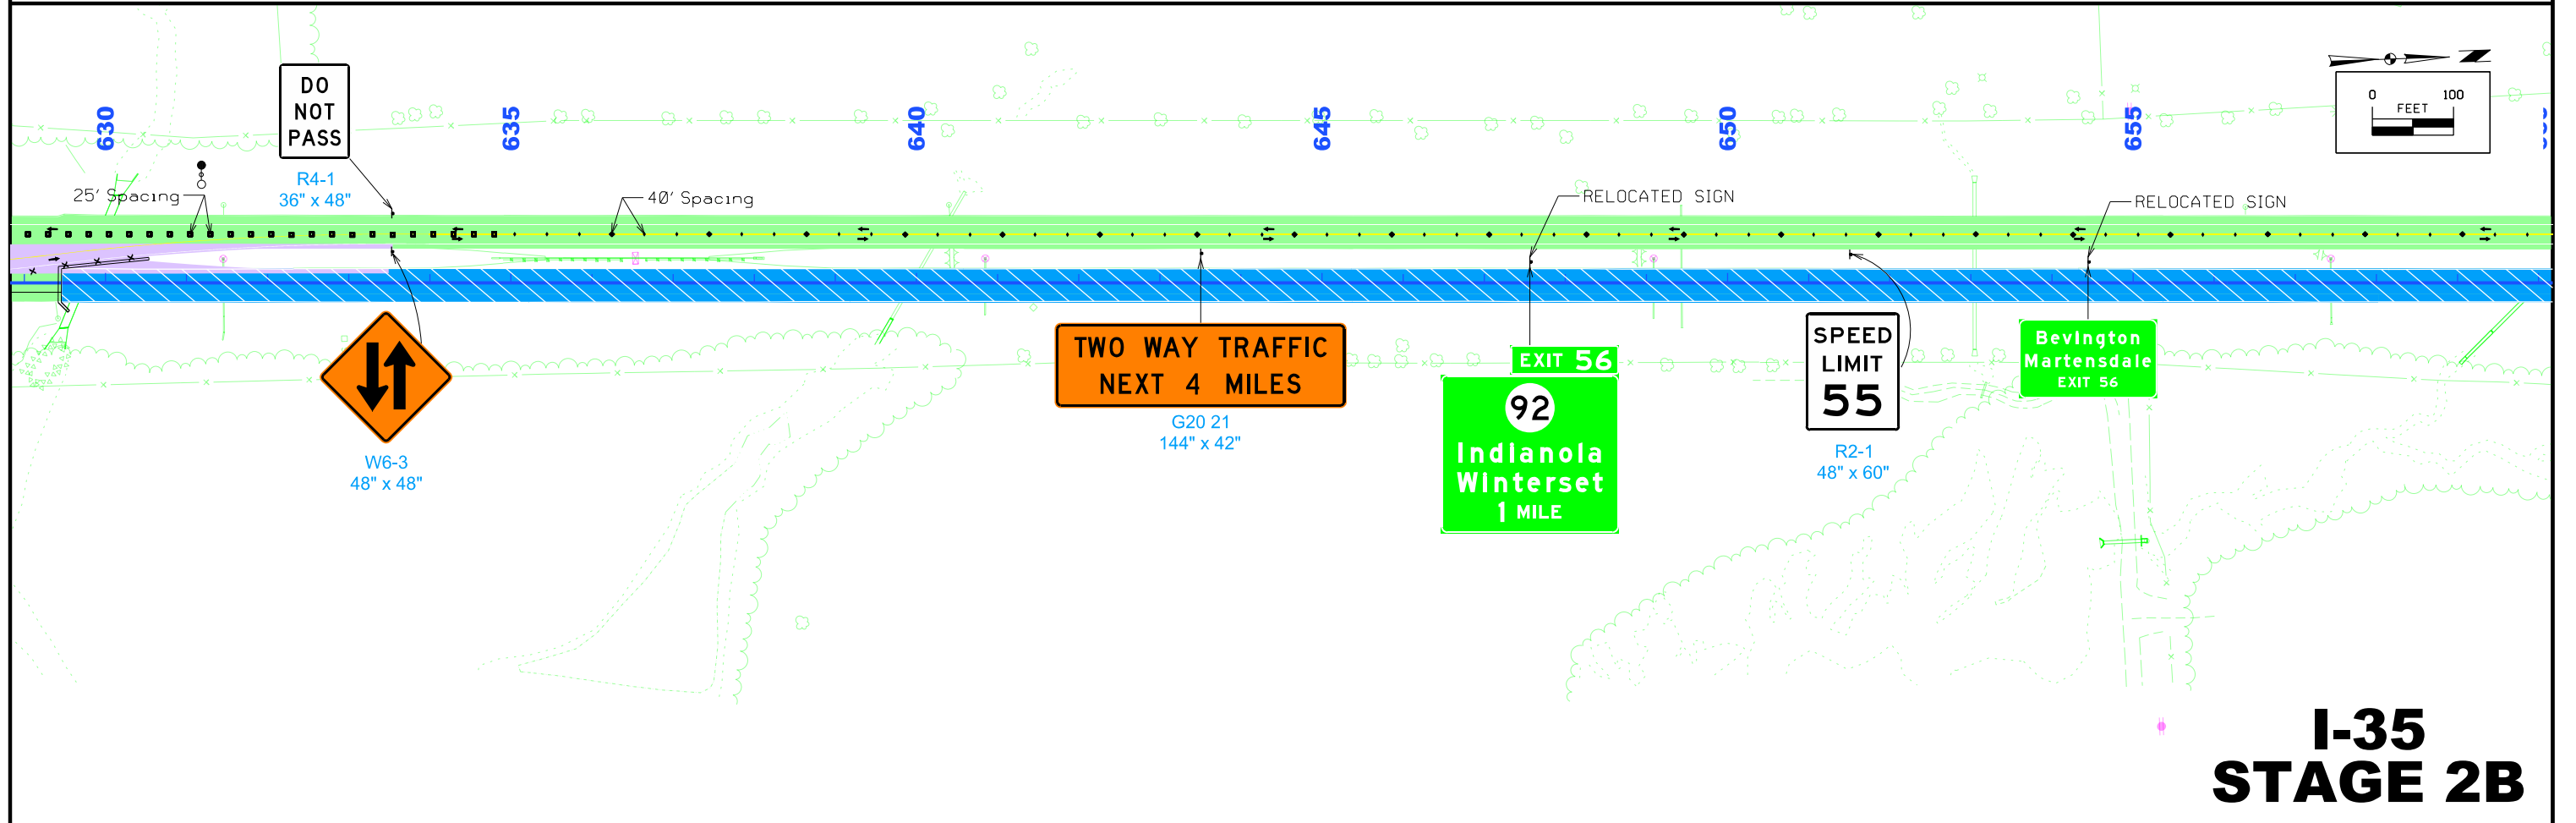 DO
NOT
PASS
R4-1
36" x 48"
630
635
640
645
650
655
0 100
FEET
25' Spacing
40' Spacing
RELOCATED SIGN
RELOCATED SIGN
W6-3
48" x 48"
TWO WAY TRAFFIC
NEXT 4 MILES
G20 21
144" x 42"
EXIT 56
92
Indianola
Winterset
1 MILE
SPEED
LIMIT
55
R2-1
48" x 60"
Bevington
Martensdale
EXIT 56
I-35
STAGE 2B